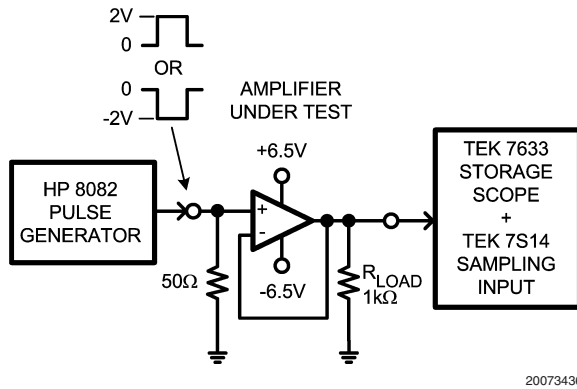 2V
0
OR
0
-2V
AMPLIFIER
UNDER TEST
HP 8082
PULSE
GENERATOR
+6.5V
+
-
-6.5V
50Ω
RLOAD
1kΩ
TEK 7633
STORAGE
SCOPE
+
TEK 7S14
SAMPLING
INPUT